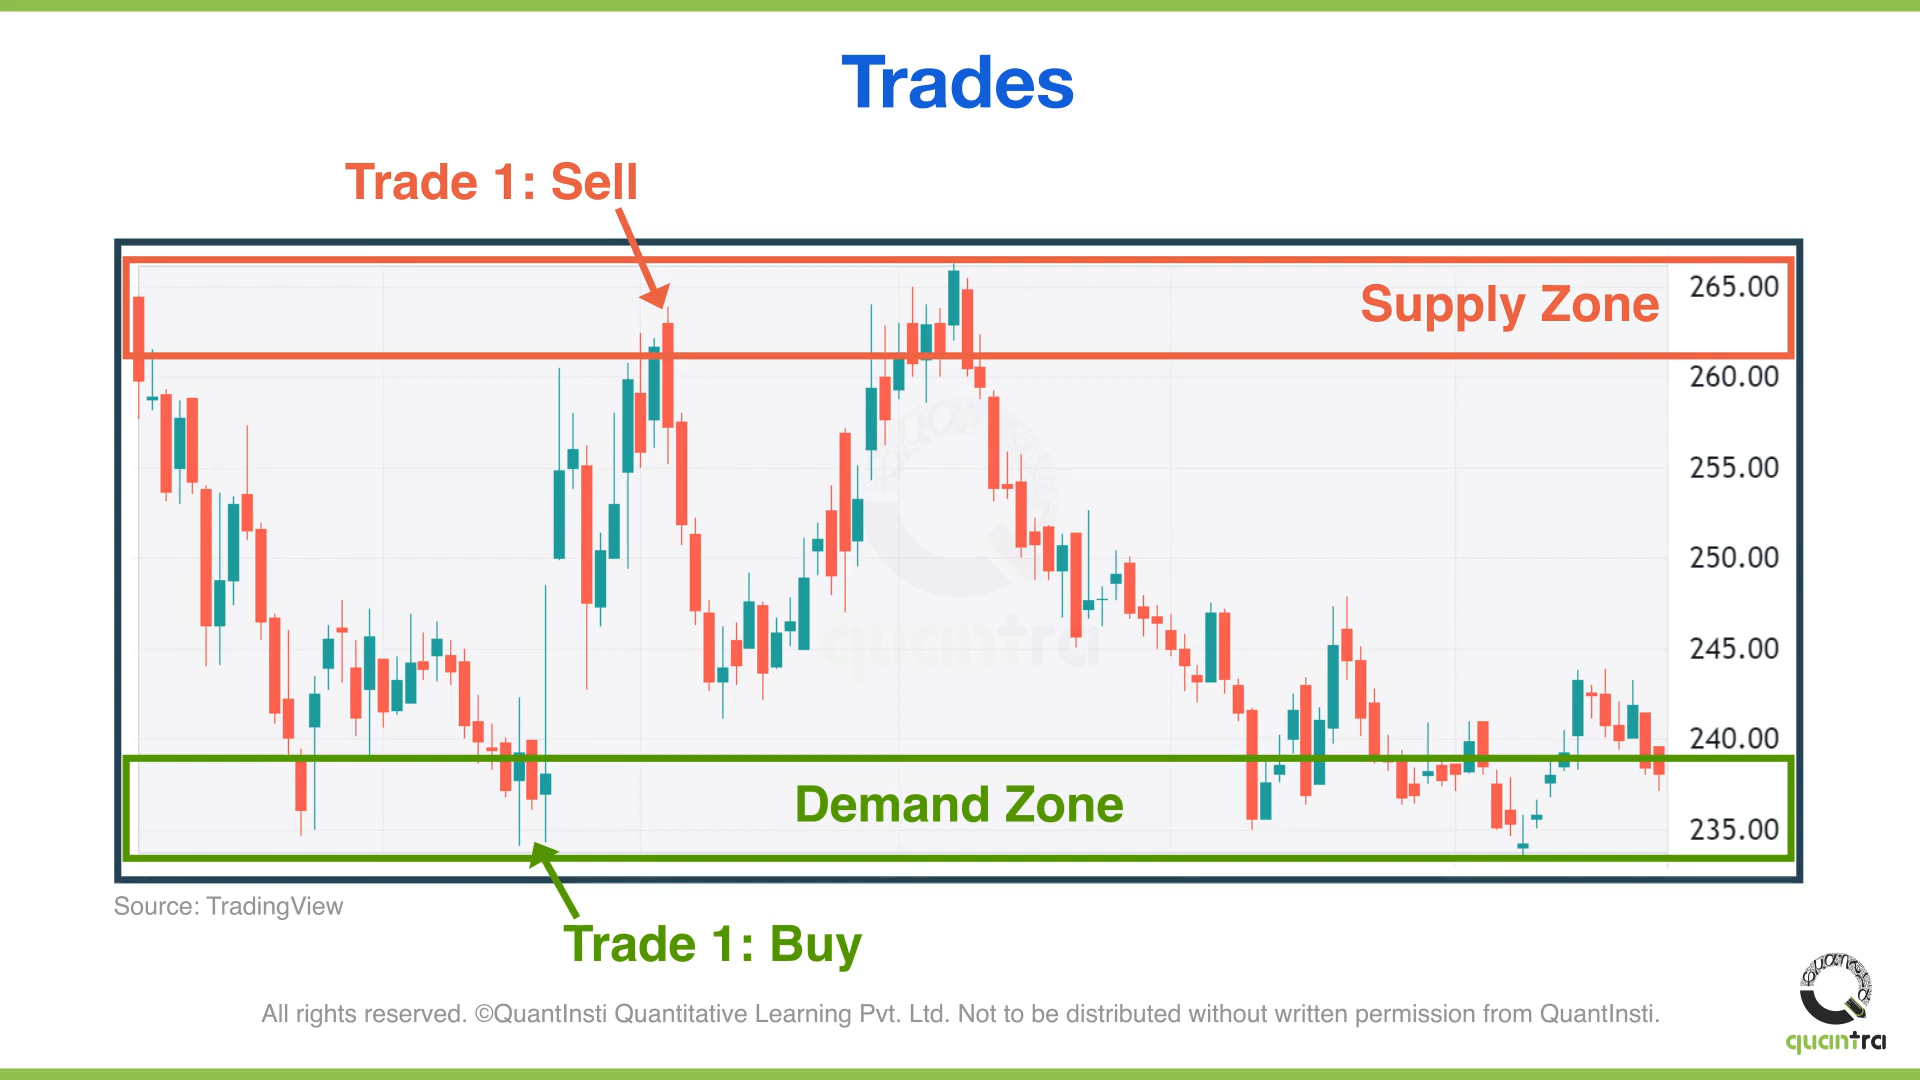 Trades
Trade 1: Sell
Supply Zone
265.00
260.00
255.00
250.00
245.00
240.00
235.00
quantra
Demand Zone
Source: TradingView
Trade 1: Buy
All rights reserved. ©QuantInsti Quantitative Learning Pvt. Ltd. Not to be distributed without written permission from QuantInsti.
quantra